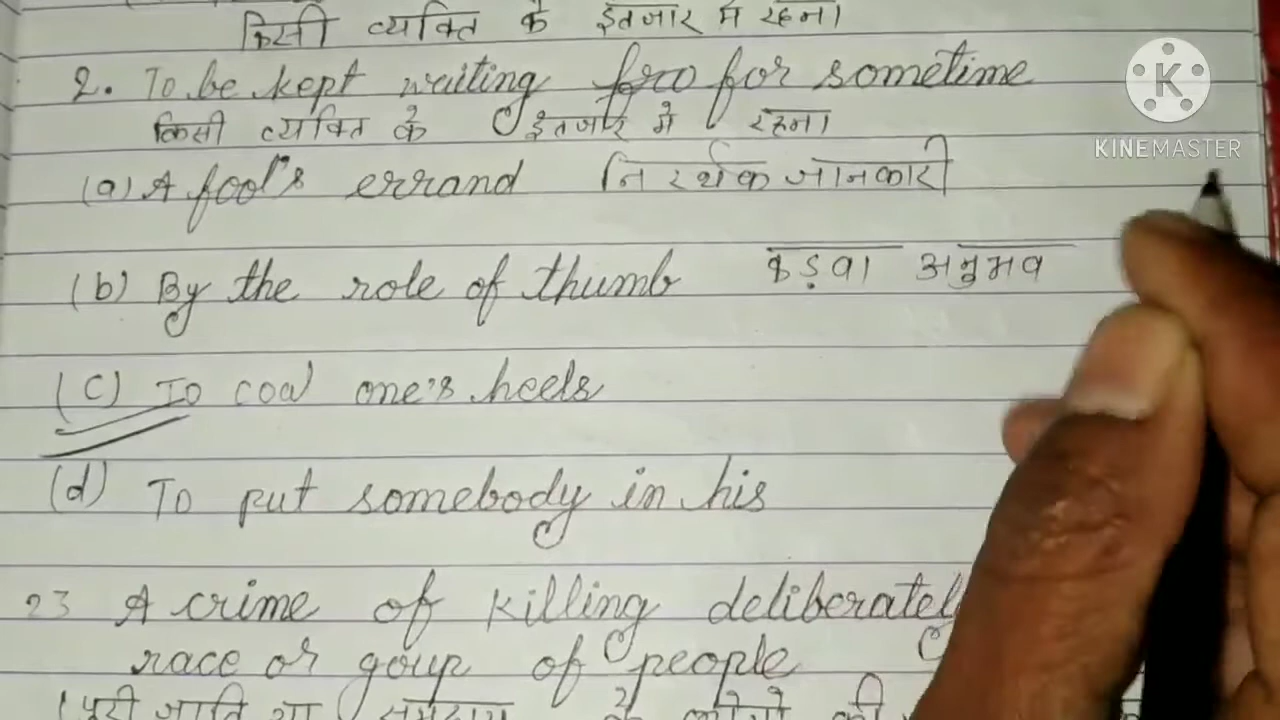 किसी व्यक्ति के इंतजार में रहना।
2. To be kept waiting for sometime
किसी व्यक्ति के इंतजार मे रहना।
(a) A fool's errand निरर्थक जानकारी
(b) By the role of thumb कड़वा अनुभव
(c) To cool one's heels
(d) To put somebody in his
23 A crime of killing deliberately
race or goup of people
(पूरी जाति या समुदाय के लोगो की
K
KINEMASTER